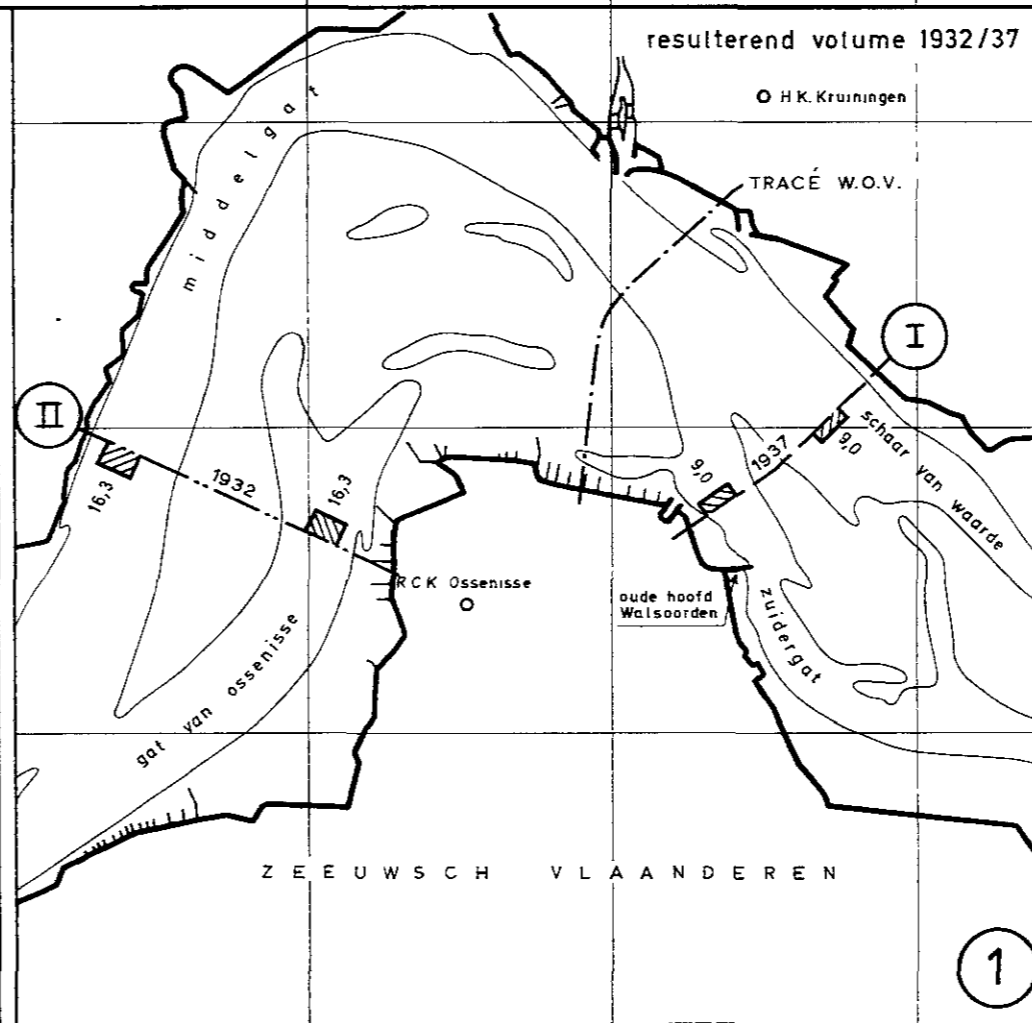 resulterend volume 1932/37
H K. Kruiningen
middelgat
TRACÉ W.O.V.
I
II
schaar van waarde
9,0
1937
9,0
1932
16,3
16,3
RCK Ossenisse
oude hoofd
Walsoorden
zuidergat
gat van ossenisse
ZEEUWSCH VLAANDEREN
1